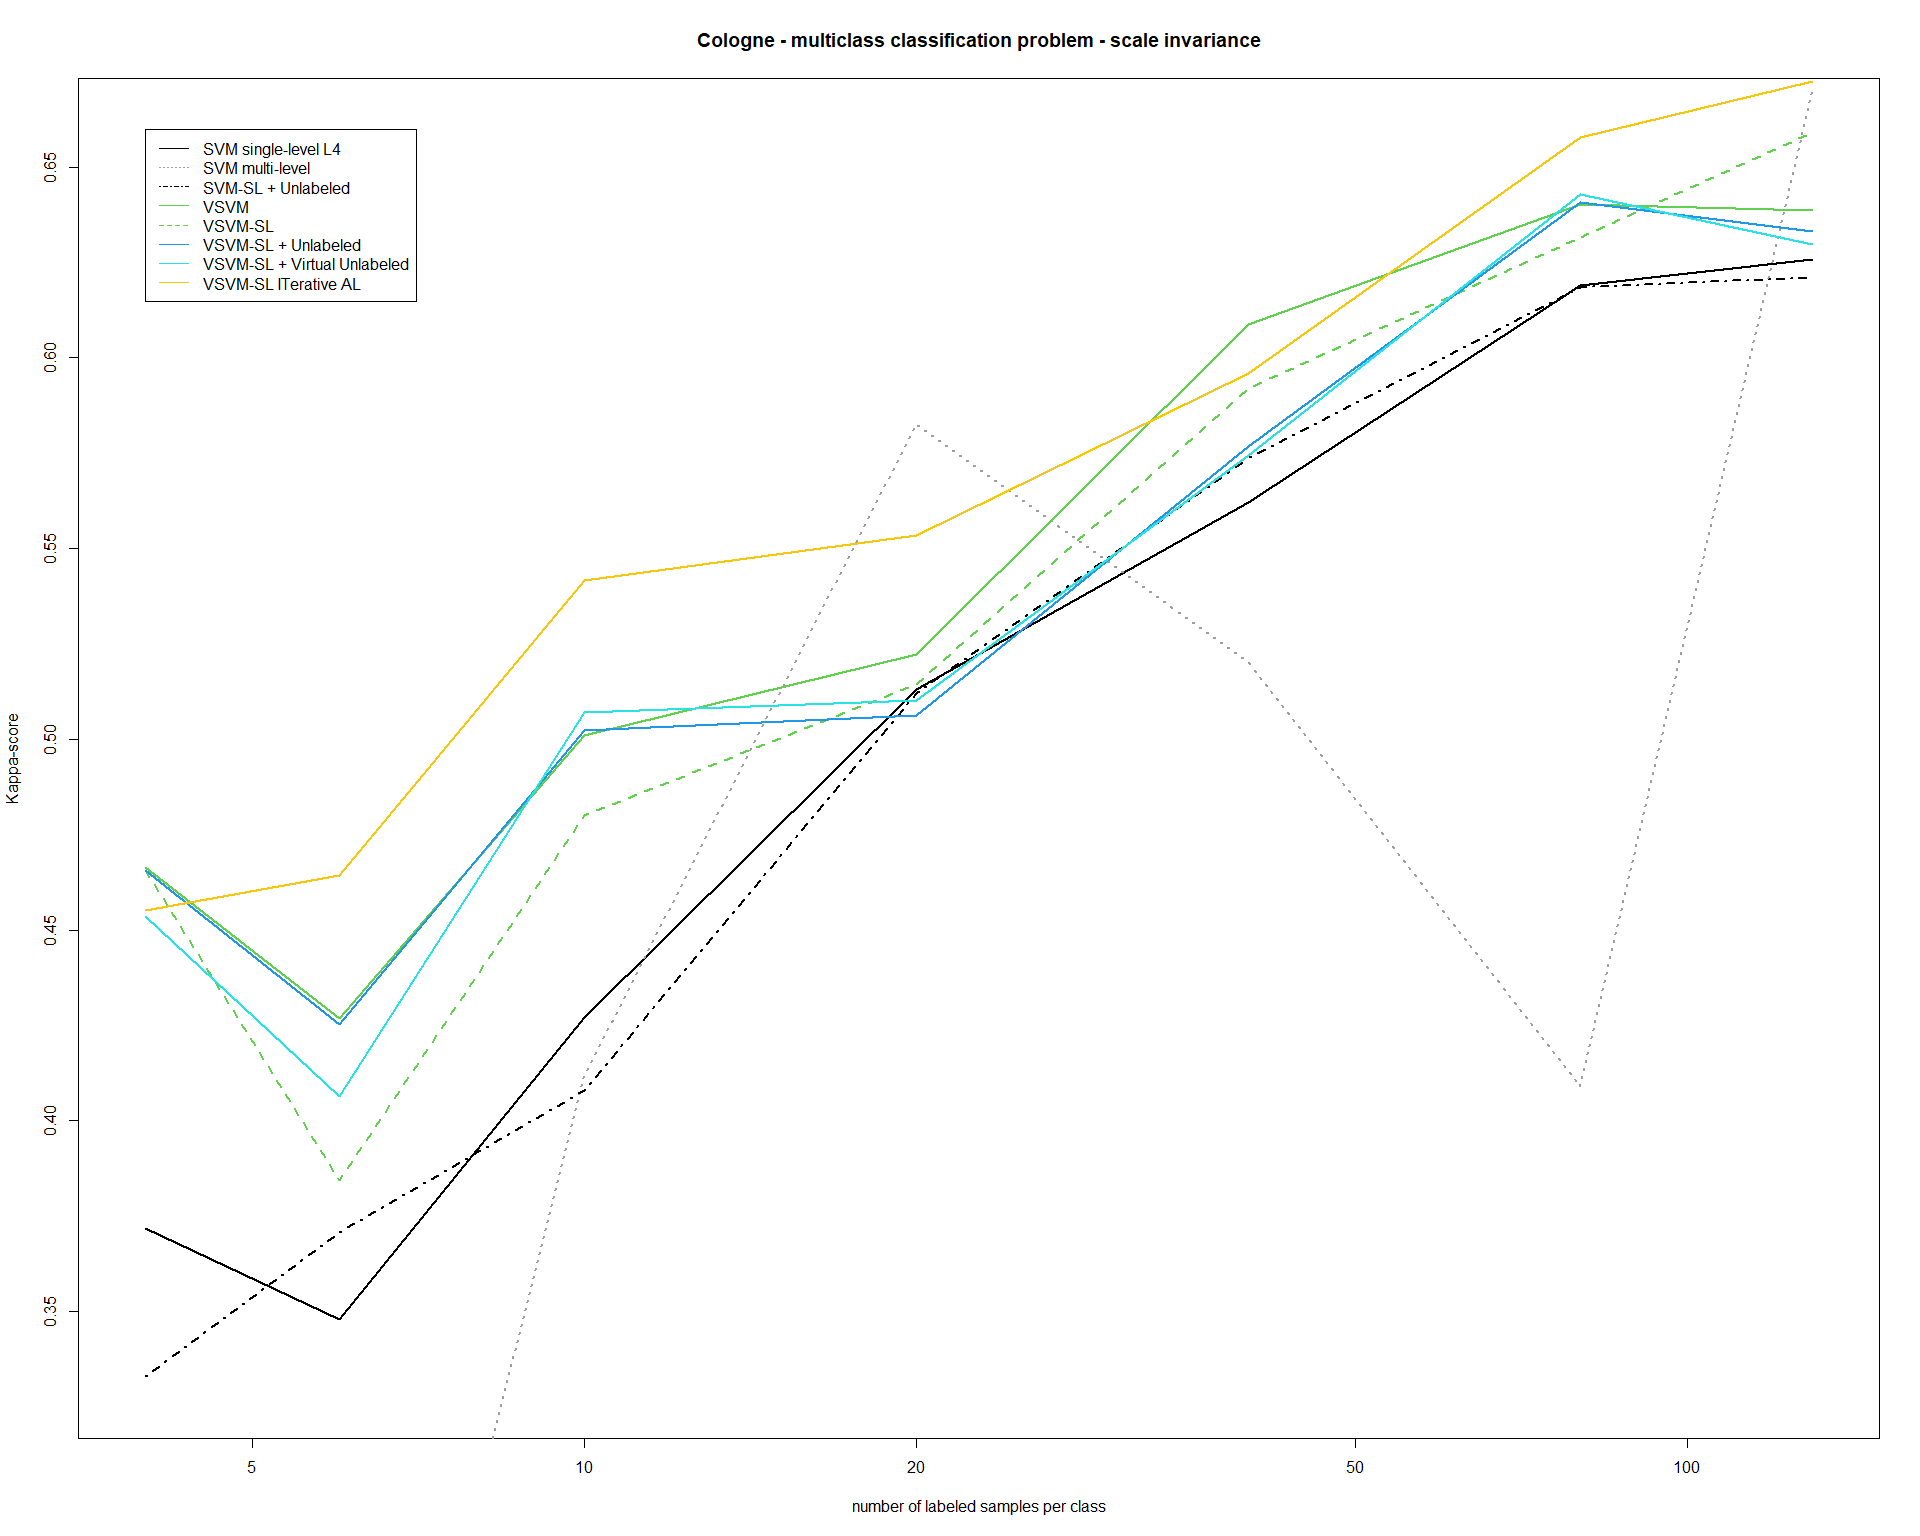 Cologne - multiclass classification problem - scale invariance
SVM single-level L4
SVM multi-level
SVM-SL + Unlabeled
VSVM
VSVM-SL
VSVM-SL + Unlabeled
VSVM-SL + Virtual Unlabeled
VSVM-SL ITerative AL
0.65
0.60
0.55
0.50
0.45
0.40
0.35
Kappa-score
5 10 20 50 100
number of labeled samples per class